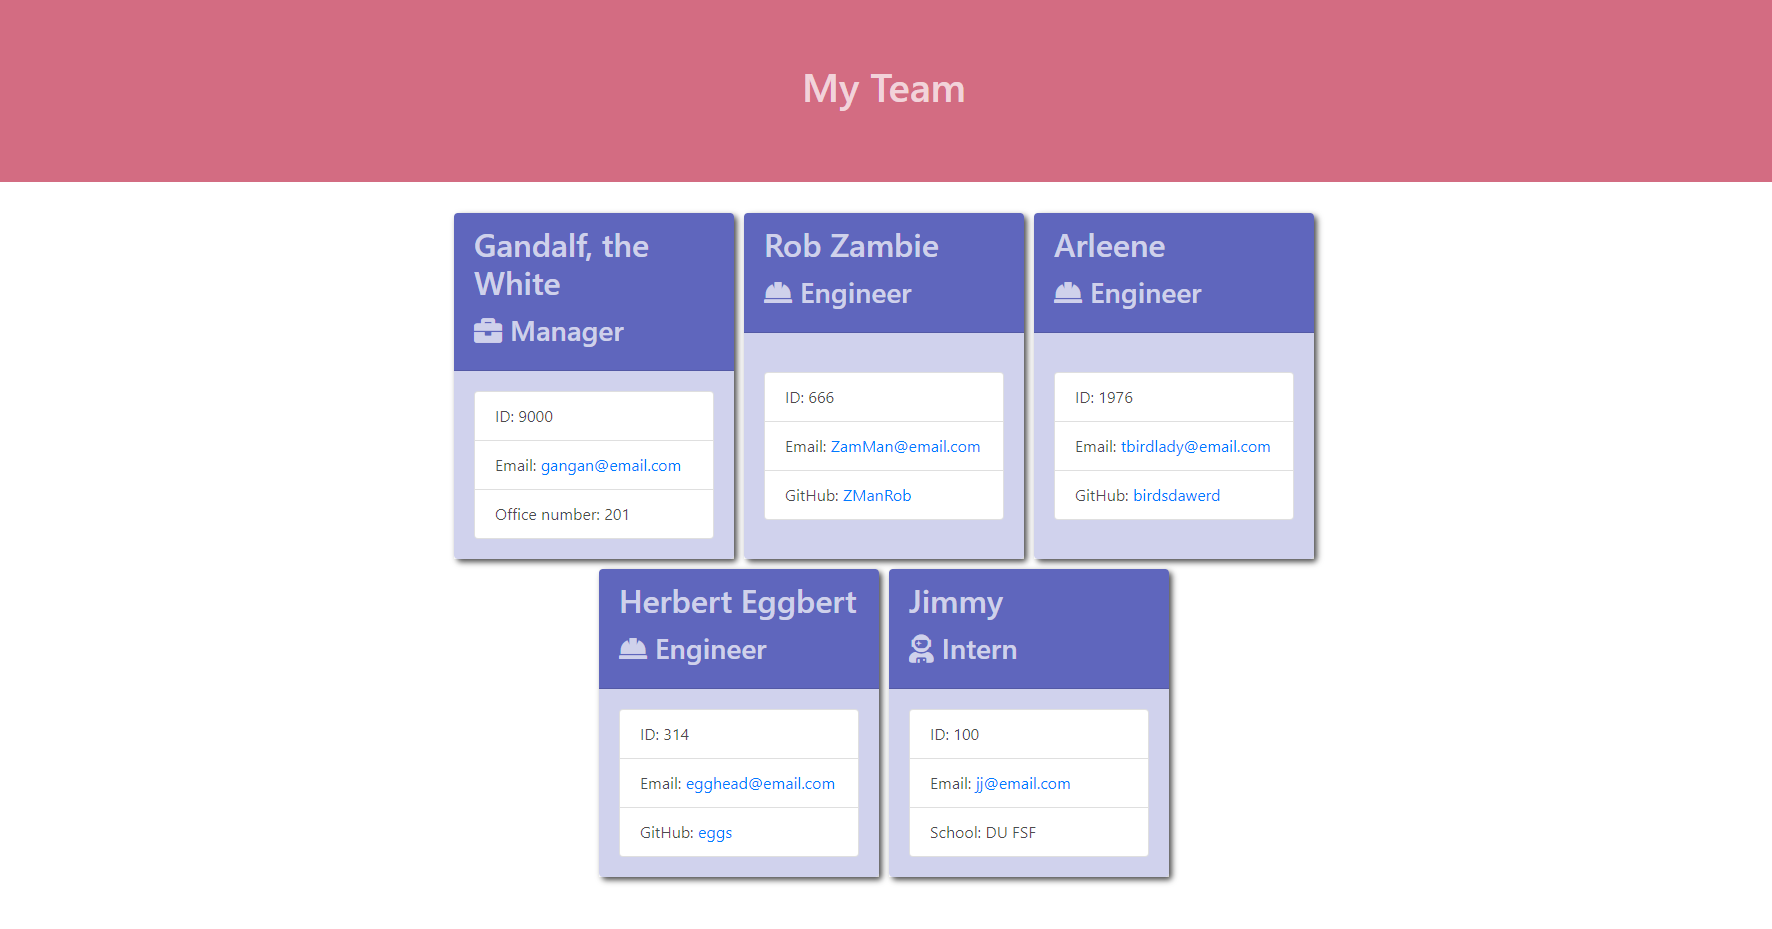 My Team
Gandalf, the
White
Manager
ID: 9000
Email: gangan@email.com
Office number: 201
Rob Zambie
Engineer
ID: 666
Email: ZamMan@email.com
GitHub: ZManRob
Arleene
Engineer
ID: 1976
Email: tbirdlady@email.com
GitHub: birdsdawerd
Herbert Eggbert
Engineer
ID: 314
Email: egghead@email.com
GitHub: eggs
Jimmy
Intern
ID: 100
Email: jj@email.com
School: DU FSF